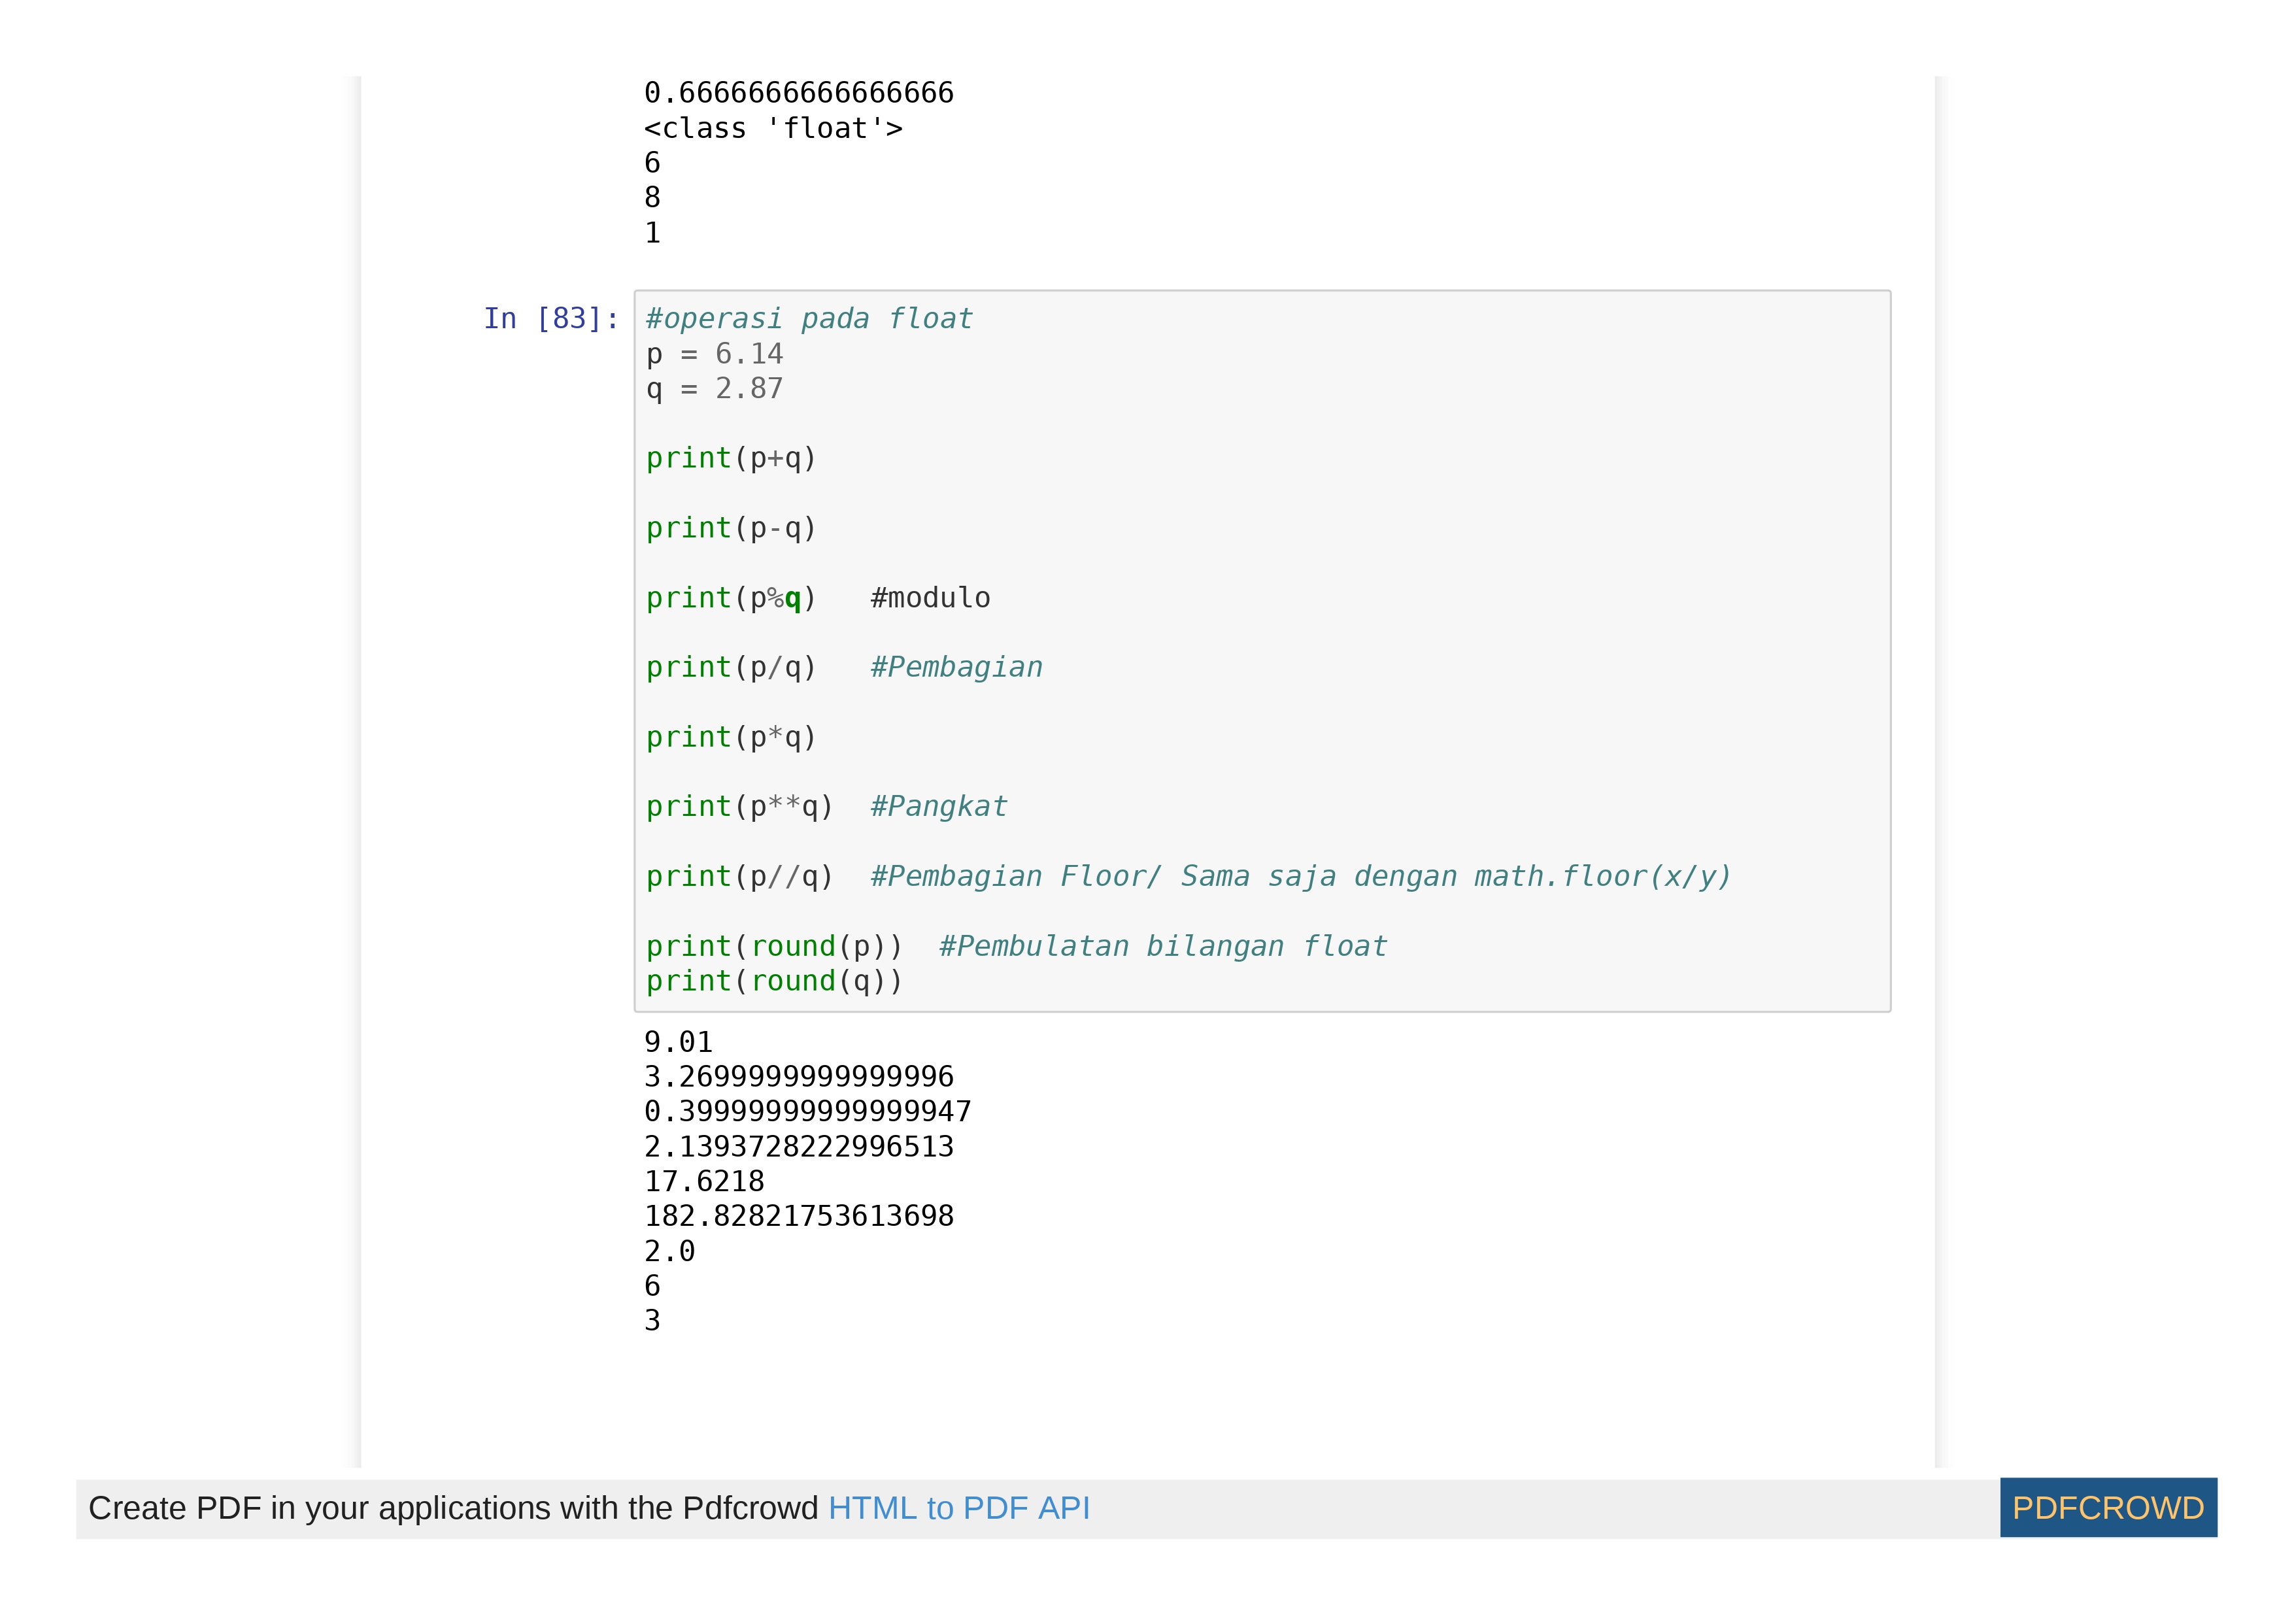 0.6666666666666666
<class 'float'>
6
8
1
In [83]: #operasi pada float
p = 6.14
q = 2.87
print(p+q)
print(p-q)
print(p%q)   #modulo
print(p/q)   #Pembagian
print(p*q)
print(p**q)  #Pangkat
print(p//q)  #Pembagian Floor/ Sama saja dengan math.floor(x/y)
print(round(p))  #Pembulatan bilangan float
print(round(q))
9.01
3.2699999999999996
0.39999999999999947
2.1393728222996513
17.6218
182.82821753613698
2.0
6
3
Create PDF in your applications with the Pdfcrowd HTML to PDF API
PDFCROWD